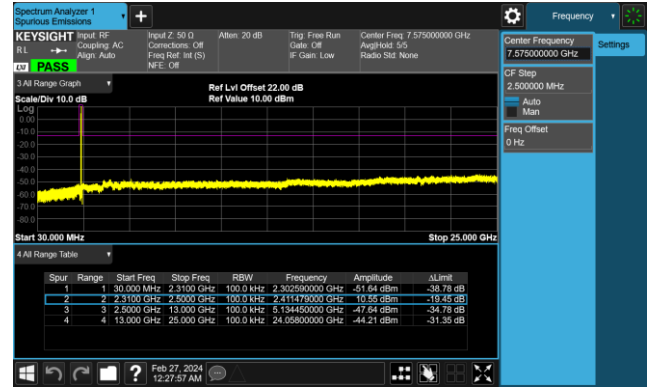 Spectrum Analyzer 1
Spurious Emissions
Frequency
KEYSIGHT Input: RF Input Z: 50 Ω Atten: 20 dB Trig: Free Run Center Freq: 7.575000000 GHz
RL Coupling: AC Corrections: Off Gate: Off Avg|Hold: 5/5
Align: Auto Freq Ref: Int (S) IF Gain: Low Radio Std: None
LXI PASS NFE: Off
Center Frequency
7.575000000 GHz
Settings
CF Step
2.500000 MHz
Auto
Man
Freq Offset
0 Hz
3 All Range Graph
Ref Lvl Offset 22.00 dB
Scale/Div 10.0 dB Ref Value 10.00 dBm
Log
0.00
-10.0
-20.0
-30.0
-40.0
-50.0
-60.0
-70.0
-80.0
Start 30.000 MHz Stop 25.000 GHz
4 All Range Table
Spur Range Start Freq Stop Freq RBW Frequency Amplitude ΔLimit
1 1 30.000 MHz 2.3100 GHz 100.0 kHz 2.302590000 GHz -51.64 dBm -38.78 dB
2 2 2.3100 GHz 2.5000 GHz 100.0 kHz 2.411479000 GHz 10.55 dBm -19.45 dB
3 3 2.5000 GHz 13.000 GHz 100.0 kHz 5.134450000 GHz -47.64 dBm -34.78 dB
4 4 13.000 GHz 25.000 GHz 100.0 kHz 24.05800000 GHz -44.21 dBm -31.35 dB
Feb 27, 2024
12:27:57 AM